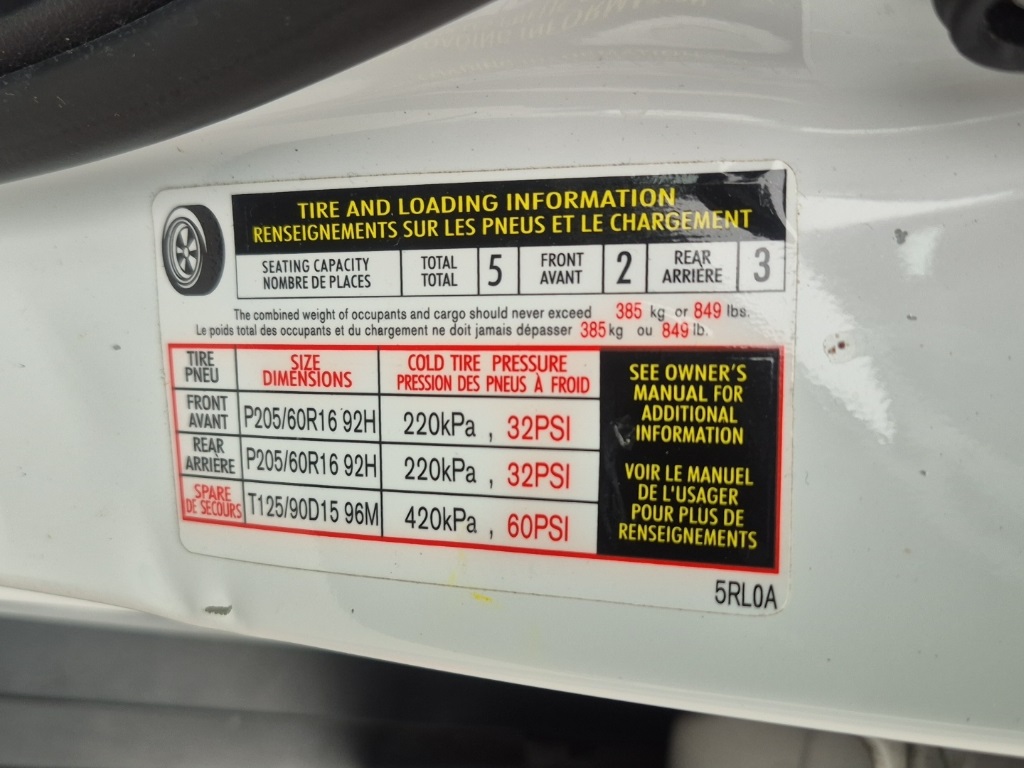 TIRE AND LOADING INFORMATION
RENSEIGNEMENTS SUR LES PNEUS ET LE CHARGEMENT
SEATING CAPACITY
NOMBRE DE PLACES
TOTAL
TOTAL
5
FRONT
AVANT
2
REAR
ARRIÈRE
3
The combined weight of occupants and cargo should never exceed 385 kg or 849 lbs.
Le poids total des occupants et du chargement ne doit jamais dépasser 385kg ou 849 lb.
TIRE
PNEU
SIZE
DIMENSIONS
COLD TIRE PRESSURE
PRESSION DES PNEUS À FROID
FRONT
AVANT
P205/60R16 92H
220kPa , 32PSI
REAR
ARRIÈRE
P205/60R16 92H
220kPa , 32PSI
SPARE
DE SECOURS
T125/90D15 96M
420kPa , 60PSI
SEE OWNER'S
MANUAL FOR
ADDITIONAL
INFORMATION
VOIR LE MANUEL
DE L'USAGER
POUR PLUS DE
RENSEIGNEMENTS
5RL0A